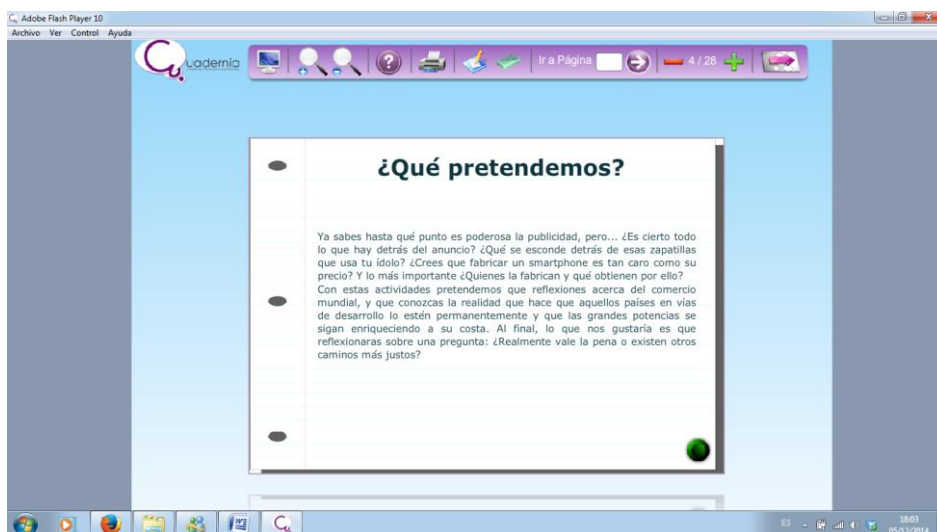 Adobe Flash Player 10
Archivo Ver Control Ayuda
Cuadernia
Ir a Página
4 / 28
¿Qué pretendemos?
Ya sabes hasta qué punto es poderosa la publicidad, pero... ¿Es cierto todo
lo que hay detrás del anuncio? ¿Qué se esconde detrás de esas zapatillas
que usa tu ídolo? ¿Crees que fabricar un smartphone es tan caro como su
precio? Y lo más importante ¿Quienes la fabrican y qué obtienen por ello?
Con estas actividades pretendemos que reflexiones acerca del comercio
mundial, y que conozcas la realidad que hace que aquellos países en vías
de desarrollo lo estén permanentemente y que las grandes potencias se
sigan enriqueciendo a su costa. Al final, lo que nos gustaría es que
reflexionaras sobre una pregunta: ¿Realmente vale la pena o existen otros
caminos más justos?
Cu
ES
18:03
05/12/2014